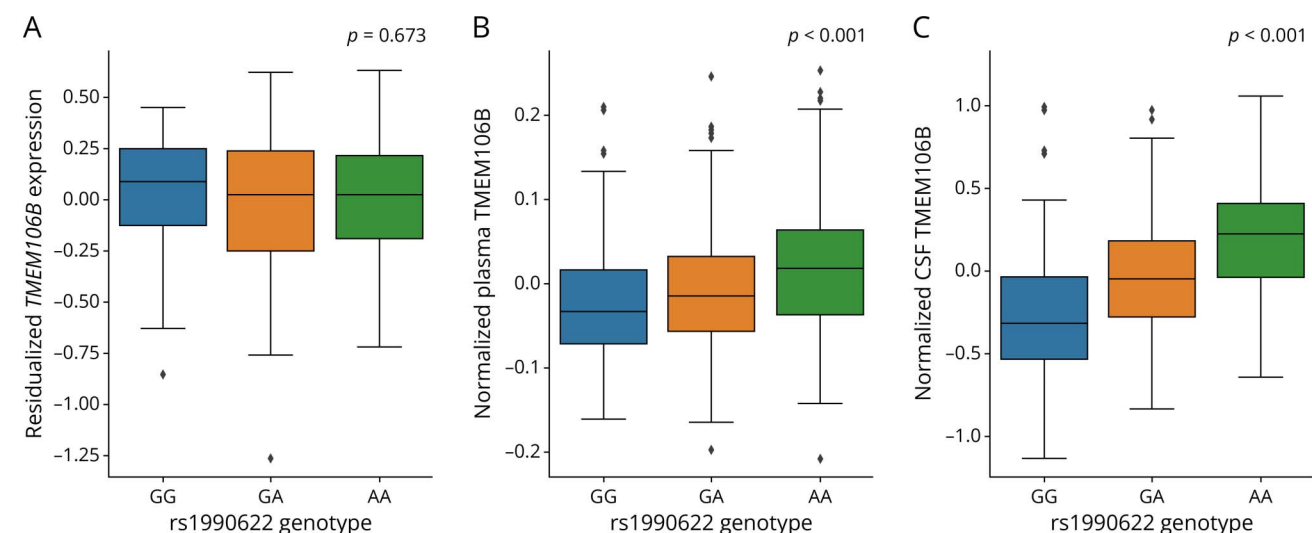 A
p = 0.673
Residualized TMEM106B expression
0.50
0.25
0.00
–0.25
–0.50
–0.75
–1.00
–1.25
GG GA AA
rs1990622 genotype
B
p < 0.001
Normalized plasma TMEM106B
0.2
0.1
0.0
–0.1
–0.2
GG GA AA
rs1990622 genotype
C
p < 0.001
Normalized CSF TMEM106B
1.0
0.5
0.0
–0.5
–1.0
GG GA AA
rs1990622 genotype